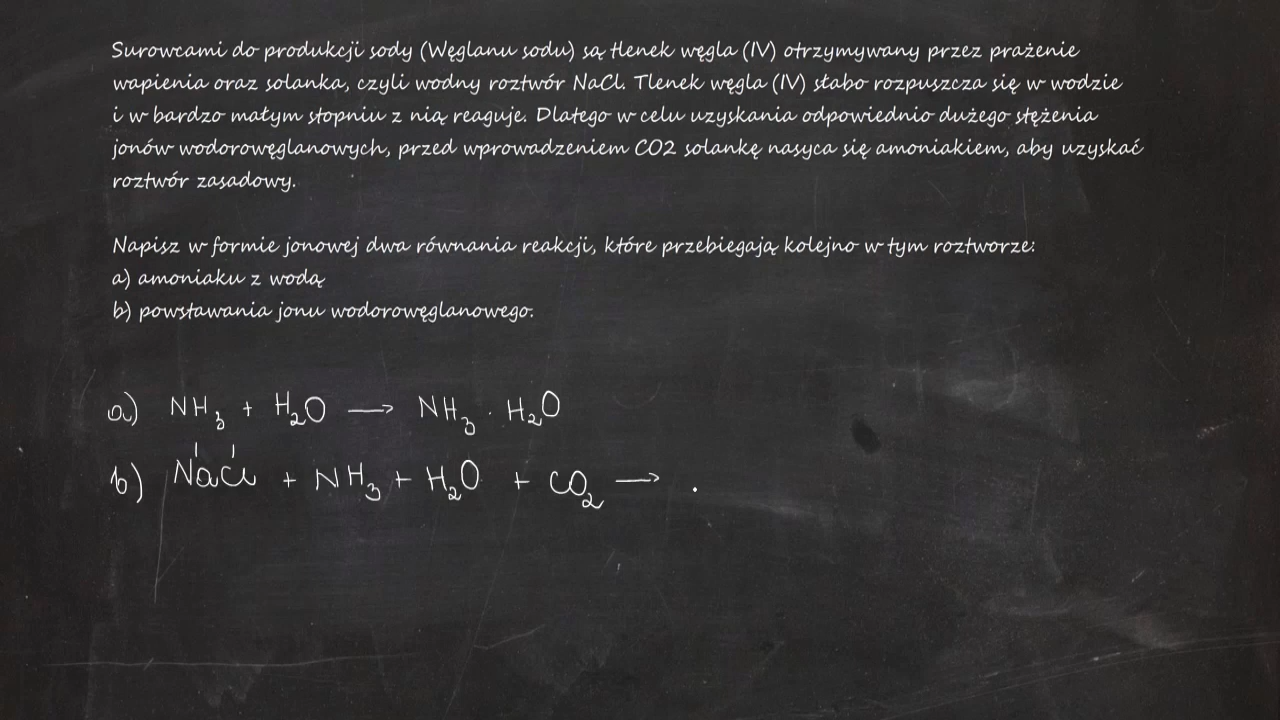 Surowcami do produkcji sody (Węglanu sodu) są tlenek węgla (IV) otrzymywany przez prażenie
wapienia oraz solanka, czyli wodny roztwór NaCl. Tlenek węgla (IV) słabo rozpuszcza się w wodzie
i w bardzo małym stopniu z nią reaguje. Dlatego w celu uzyskania odpowiednio dużego stężenia
jonów wodorowęglanowych, przed wprowadzeniem CO2 solankę nasyca się amoniakiem, aby uzyskać
roztwór zasadowy.
Napisz w formie jonowej dwa równania reakcji, które przebiegają kolejno w tym roztworze:
a) amoniaku z wodą
b) powstawania jonu wodorowęglanowego.
a) NH₃ + H₂O → NH₃ · H₂O
b) NaCl + NH₃ + H₂O + CO₂ → .